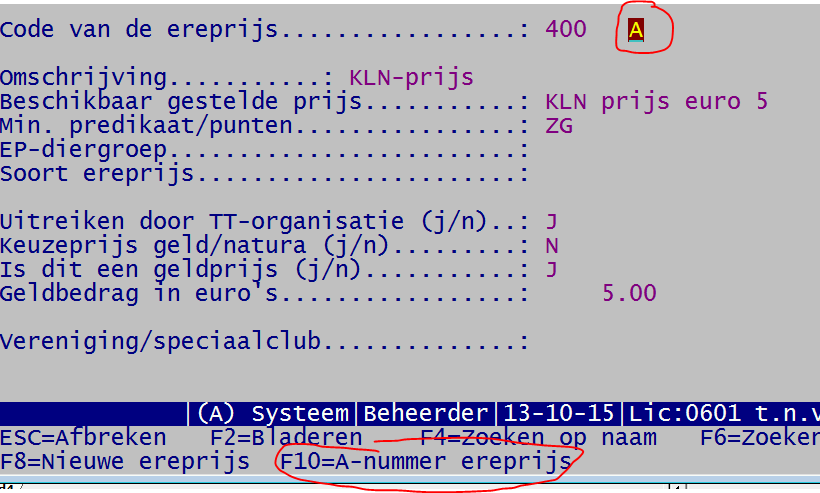 Code van de ereprijs.................: 400 A
Omschrijving...........: KLN-prijs
Beschikbaar gestelde prijs...........: KLN prijs euro 5
Min. predikaat/punten................: ZG
EP-diergroep.........................:
Soort ereprijs.......................:
Uitreiken door TT-organisatie (j/n)..: J
Keuzeprijs geld/natura (j/n).........: N
Is dit een geldprijs (j/n)...........: J
Geldbedrag in euro's.................: 5.00
Vereniging/speciaalclub..............:
|(A) Systeem|Beheerder|13-10-15|Lic:0601 t.n.v
ESC=Afbreken F2=Bladeren F4=Zoeken op naam F6=Zoeken
F8=Nieuwe ereprijs F10=A-nummer ereprijs